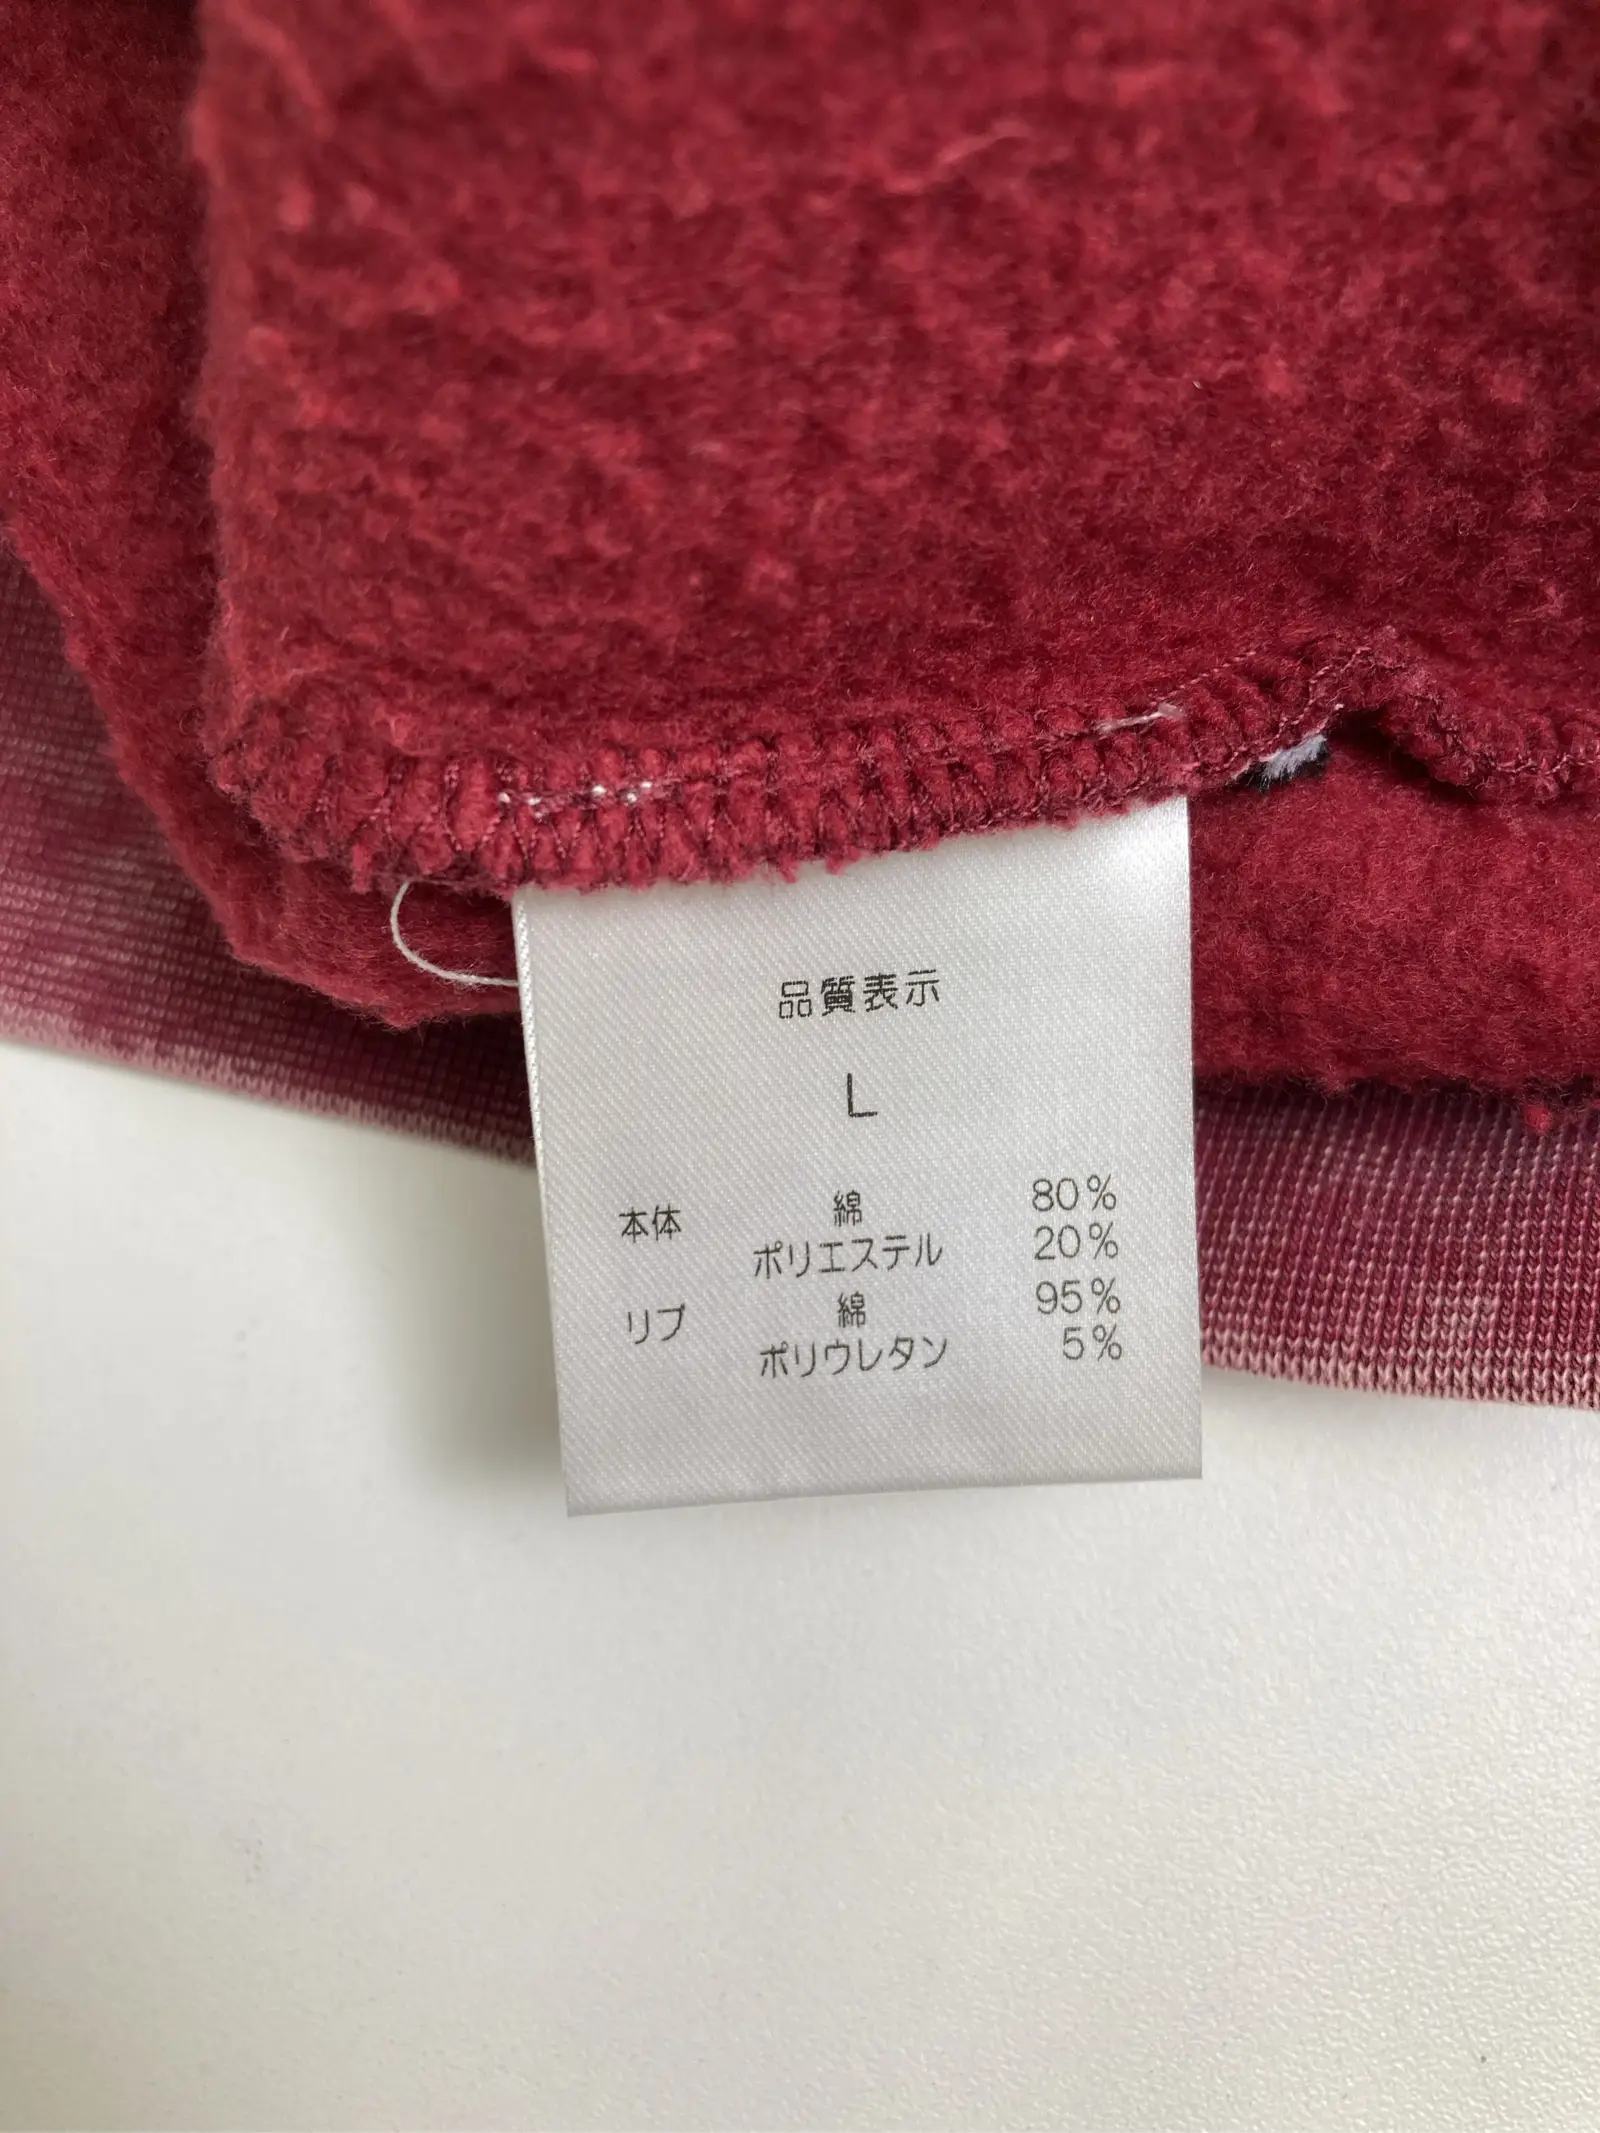 品質表示
L
本体 綿 80%
ポリエステル 20%
リブ 綿 95%
ポリウレタン 5%